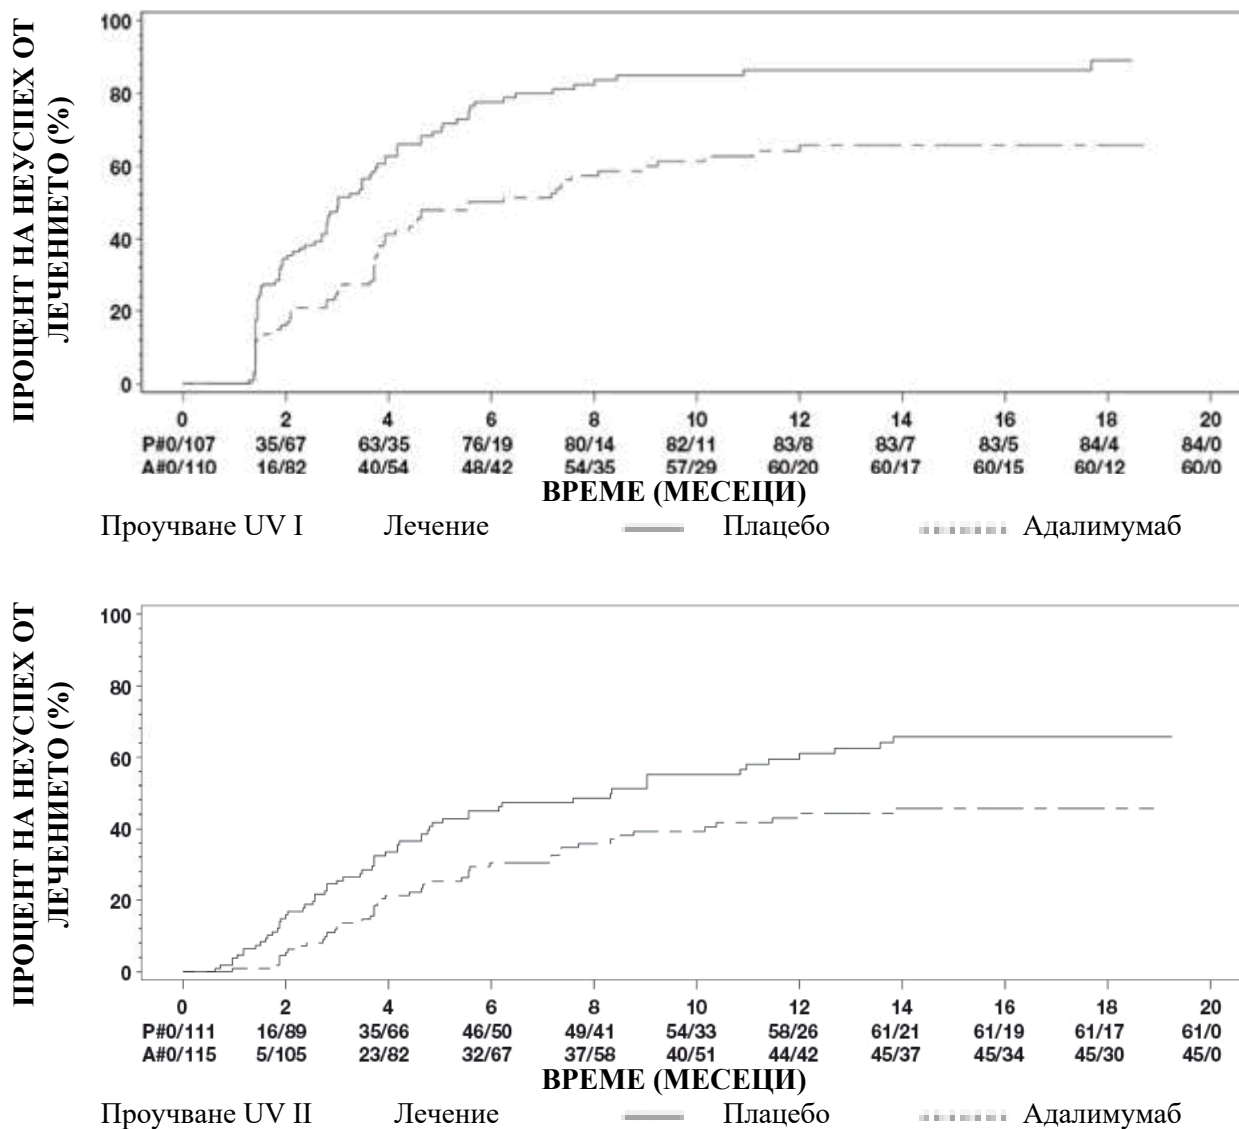 ПРОЦЕНТ НА НЕУСПЕХ ОТ
ЛЕЧЕНИЕТО (%)
100
80
60
40
20
0
0 2 4 6 8 10 12 14 16 18 20
P#0/107 35/67 63/35 76/19 80/14 82/11 83/8 83/7 83/5 84/4 84/0
A#0/110 16/82 40/54 48/42 54/35 57/29 60/20 60/17 60/15 60/12 60/0
ВРЕМЕ (МЕСЕЦИ)
Проучване UV I Лечение Плацебо Адалимумаб
ПРОЦЕНТ НА НЕУСПЕХ ОТ
ЛЕЧЕНИЕТО (%)
100
80
60
40
20
0
0 2 4 6 8 10 12 14 16 18 20
P#0/111 16/89 35/66 46/50 49/41 54/33 58/26 61/21 61/19 61/17 61/0
A#0/115 5/105 23/82 32/67 37/58 40/51 44/42 45/37 45/34 45/30 45/0
ВРЕМЕ (МЕСЕЦИ)
Проучване UV II Лечение Плацебо Адалимумаб